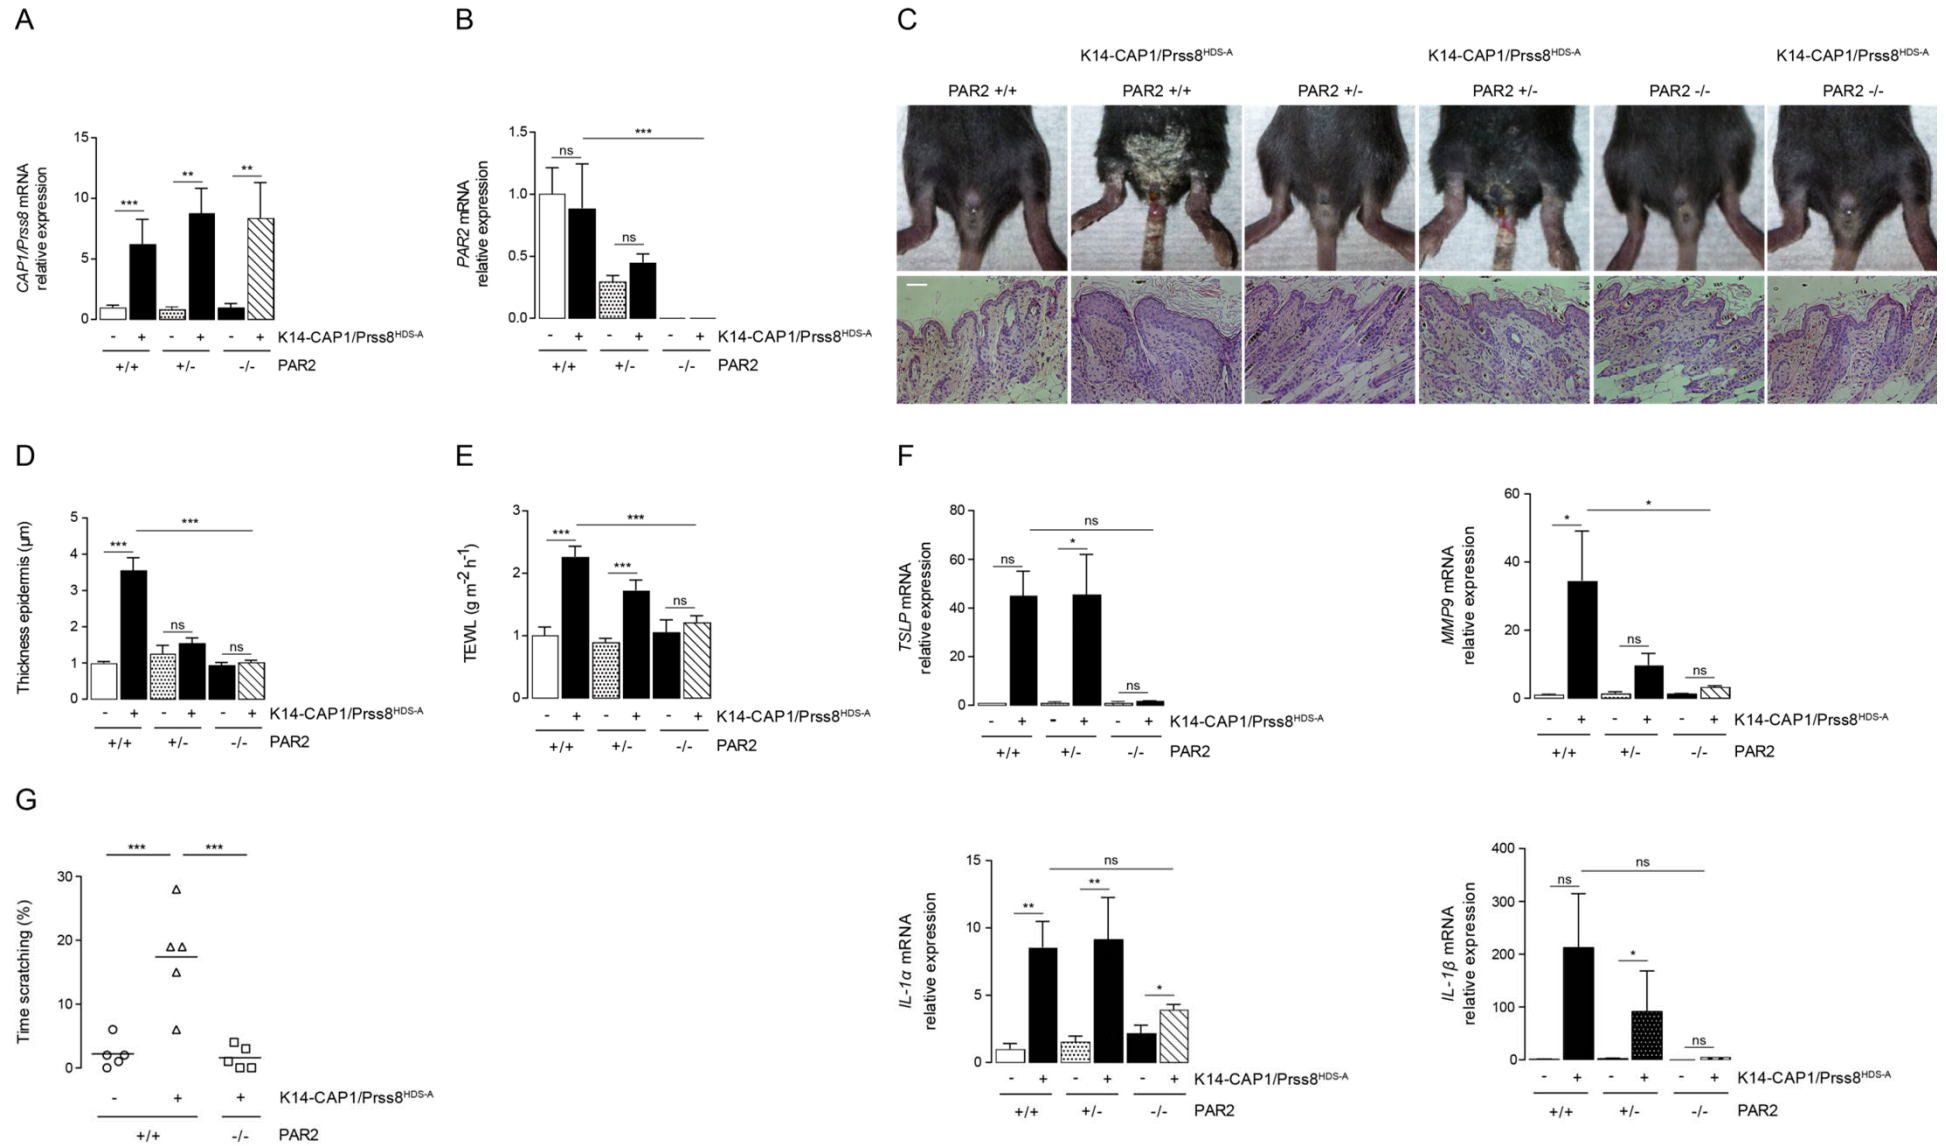 A
CAP1/Prss8 mRNA
relative expression
15
10
5
0
***
**
**
- + - + - + K14-CAP1/Prss8HDS-A
+/+ +/- -/- PAR2
B
PAR2 mRNA
relative expression
1.5
1.0
0.5
0.0
***
ns
ns
- + - + - + K14-CAP1/Prss8HDS-A
+/+ +/- -/- PAR2
C
K14-CAP1/Prss8HDS-A K14-CAP1/Prss8HDS-A K14-CAP1/Prss8HDS-A
PAR2 +/+ PAR2 +/+ PAR2 +/- PAR2 +/- PAR2 -/- PAR2 -/-
D
Thickness epidermis (µm)
5
4
3
2
1
0
***
***
ns
ns
- + - + - + K14-CAP1/Prss8HDS-A
+/+ +/- -/- PAR2
E
TEWL (g m-2 h-1)
3
2
1
0
***
***
***
ns
- + - + - + K14-CAP1/Prss8HDS-A
+/+ +/- -/- PAR2
F
TSLP mRNA
relative expression
80
60
40
20
0
ns
ns
*
ns
- + - + - + K14-CAP1/Prss8HDS-A
+/+ +/- -/- PAR2
MMP9 mRNA
relative expression
60
40
20
0
*
*
ns
ns
- + - + - + K14-CAP1/Prss8HDS-A
+/+ +/- -/- PAR2
G
Time scratching (%)
30
20
10
0
*** ***
- + + K14-CAP1/Prss8HDS-A
+/+ -/- PAR2
IL-1α mRNA
relative expression
15
10
5
0
ns
**
**
*
- + - + - + K14-CAP1/Prss8HDS-A
+/+ +/- -/- PAR2
IL-1β mRNA
relative expression
400
300
200
100
0
ns
ns
*
ns
- + - + - + K14-CAP1/Prss8HDS-A
+/+ +/- -/- PAR2